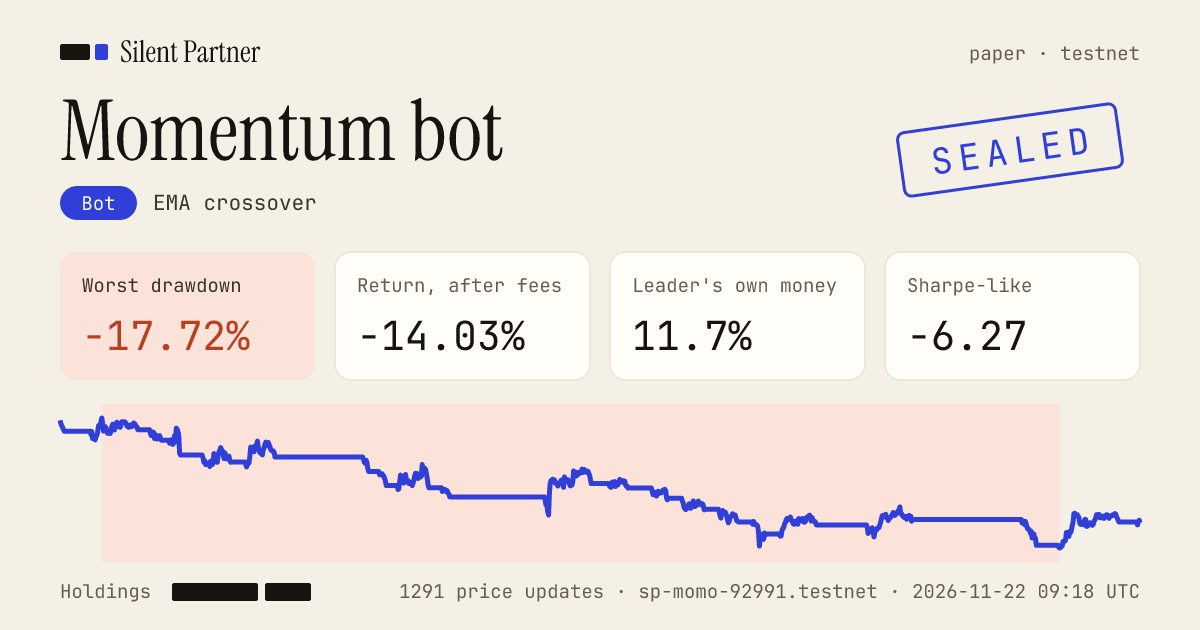 Silent Partner
paper · testnet
Momentum bot
SEALED
Bot EMA crossover
Worst drawdown
-17.72%
Return, after fees
-14.03%
Leader's own money
11.7%
Sharpe-like
-6.27
Holdings
1291 price updates · sp-momo-92991.testnet · 2026-11-22 09:18 UTC